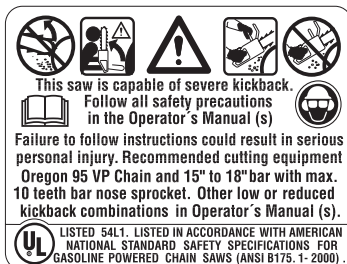 This saw is capable of severe kickback.
Follow all safety precautions
in the Operator´s Manual (s)
Failure to follow instructions could result in serious
personal injury. Recommended cutting equipment
Oregon 95 VP Chain and 15" to 18" bar with max.
10 teeth bar nose sprocket. Other low or reduced
kickback combinations in Operator´s Manual (s).
UL
LISTED 54L1. LISTED IN ACCORDANCE WITH AMERICAN
NATIONAL STANDARD SAFETY SPECIFICATIONS FOR
GASOLINE POWERED CHAIN SAWS (ANSI B175. 1- 2000) .